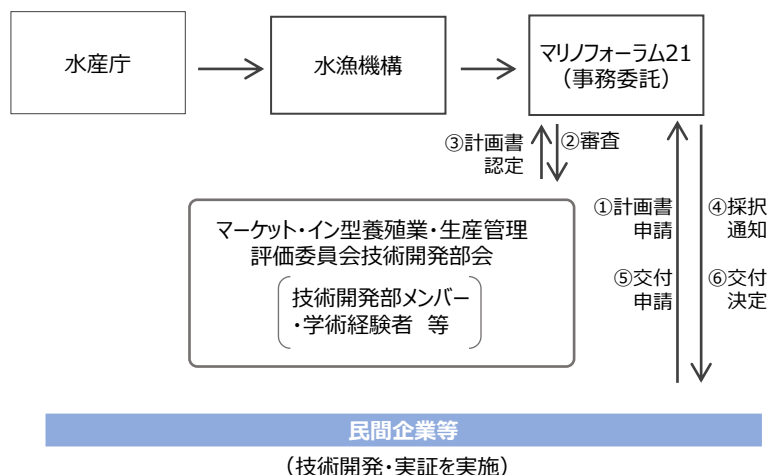 水産庁
水漁機構
マリノフォーラム21
(事務委託)
③計画書
認定
②審査
①計画書
申請
④採択
通知
⑤交付
申請
⑥交付
決定
マーケット・イン型養殖業・生産管理
評価委員会技術開発部会
技術開発部メンバー
・学術経験者 等
民間企業等
(技術開発・実証を実施)